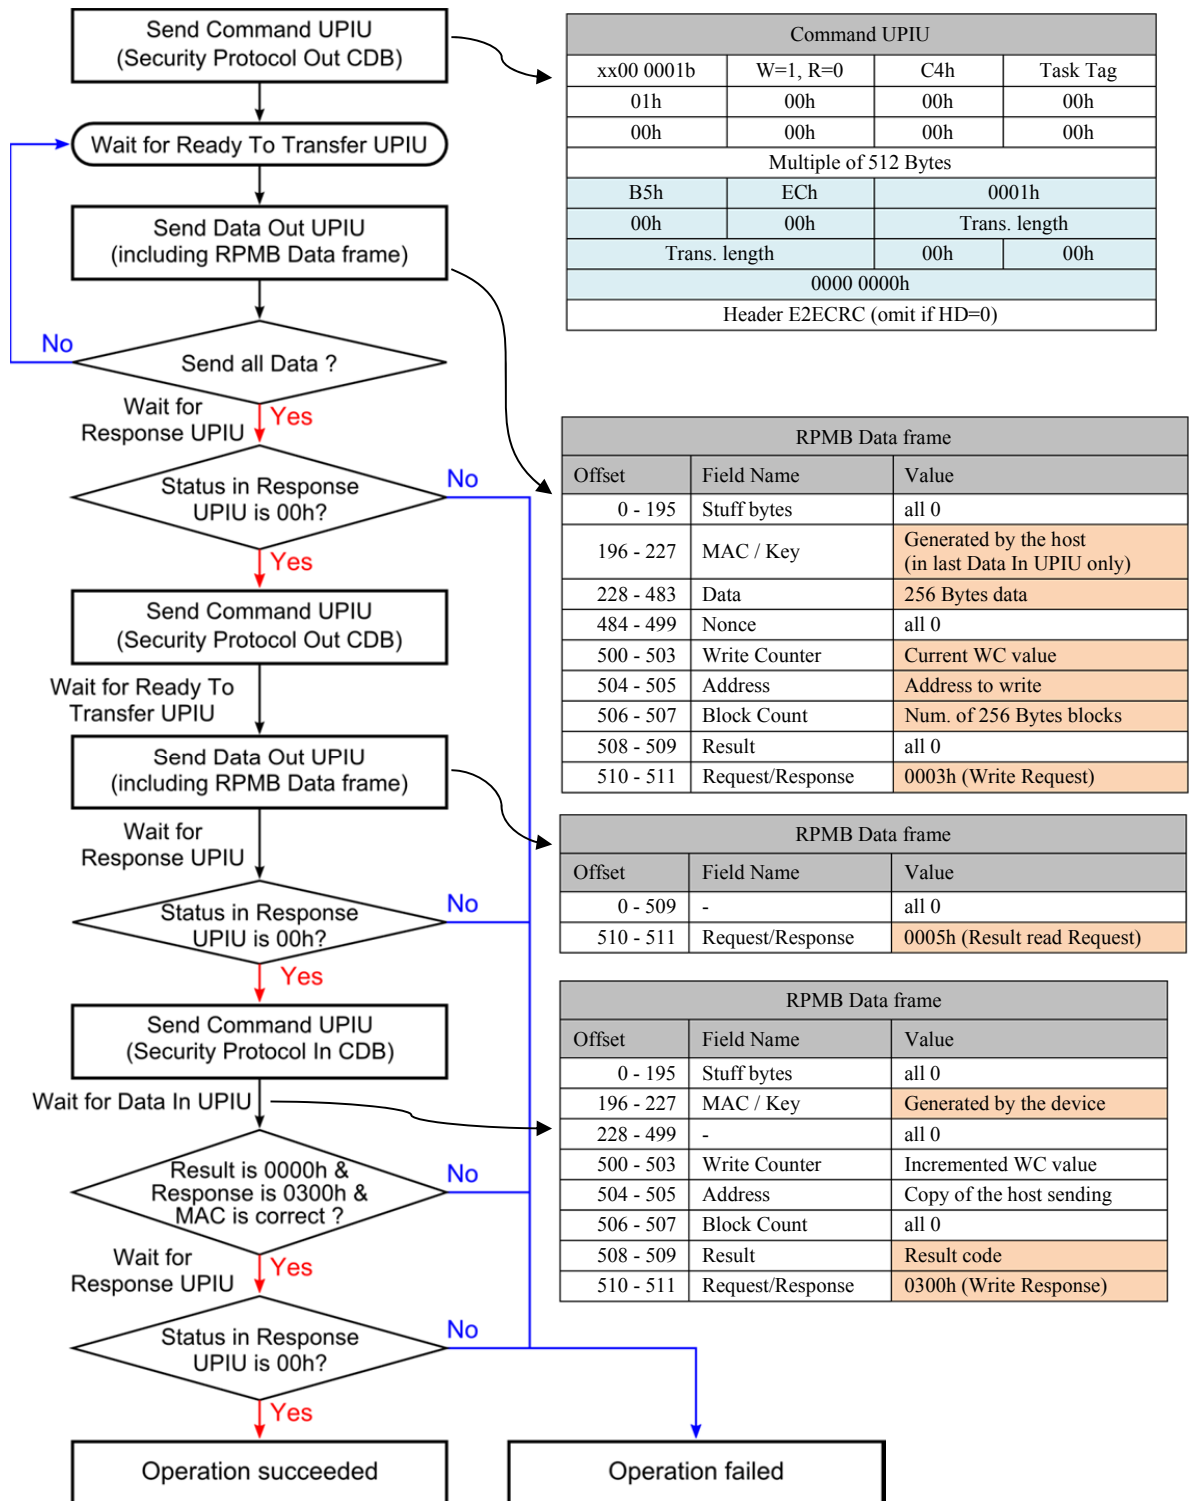 Send Command UPIU
(Security Protocol Out CDB)
Wait for Ready To Transfer UPIU
Send Data Out UPIU
(including RPMB Data frame)
No
Send all Data ?
Wait for
Response UPIU
Yes
Status in Response
UPIU is 00h?
No
Yes
Send Command UPIU
(Security Protocol Out CDB)
Wait for Ready To
Transfer UPIU
Send Data Out UPIU
(including RPMB Data frame)
Wait for
Response UPIU
Status in Response
UPIU is 00h?
No
Yes
Send Command UPIU
(Security Protocol In CDB)
Wait for Data In UPIU
Result is 0000h &
Response is 0300h &
MAC is correct ?
No
Wait for
Response UPIU
Yes
Status in Response
UPIU is 00h?
No
Yes
Operation succeeded
Operation failed
Command UPIU
xx00 0001b W=1, R=0 C4h Task Tag
01h 00h 00h 00h
00h 00h 00h 00h
Multiple of 512 Bytes
B5h ECh 0001h
00h 00h Trans. length
Trans. length 00h 00h
0000 0000h
Header E2ECRC (omit if HD=0)
RPMB Data frame
Offset Field Name Value
0 - 195 Stuff bytes all 0
196 - 227 MAC / Key Generated by the host
(in last Data In UPIU only)
228 - 483 Data 256 Bytes data
484 - 499 Nonce all 0
500 - 503 Write Counter Current WC value
504 - 505 Address Address to write
506 - 507 Block Count Num. of 256 Bytes blocks
508 - 509 Result all 0
510 - 511 Request/Response 0003h (Write Request)
RPMB Data frame
Offset Field Name Value
0 - 509 - all 0
510 - 511 Request/Response 0005h (Result read Request)
RPMB Data frame
Offset Field Name Value
0 - 195 Stuff bytes all 0
196 - 227 MAC / Key Generated by the device
228 - 499 - all 0
500 - 503 Write Counter Incremented WC value
504 - 505 Address Copy of the host sending
506 - 507 Block Count all 0
508 - 509 Result Result code
510 - 511 Request/Response 0300h (Write Response)